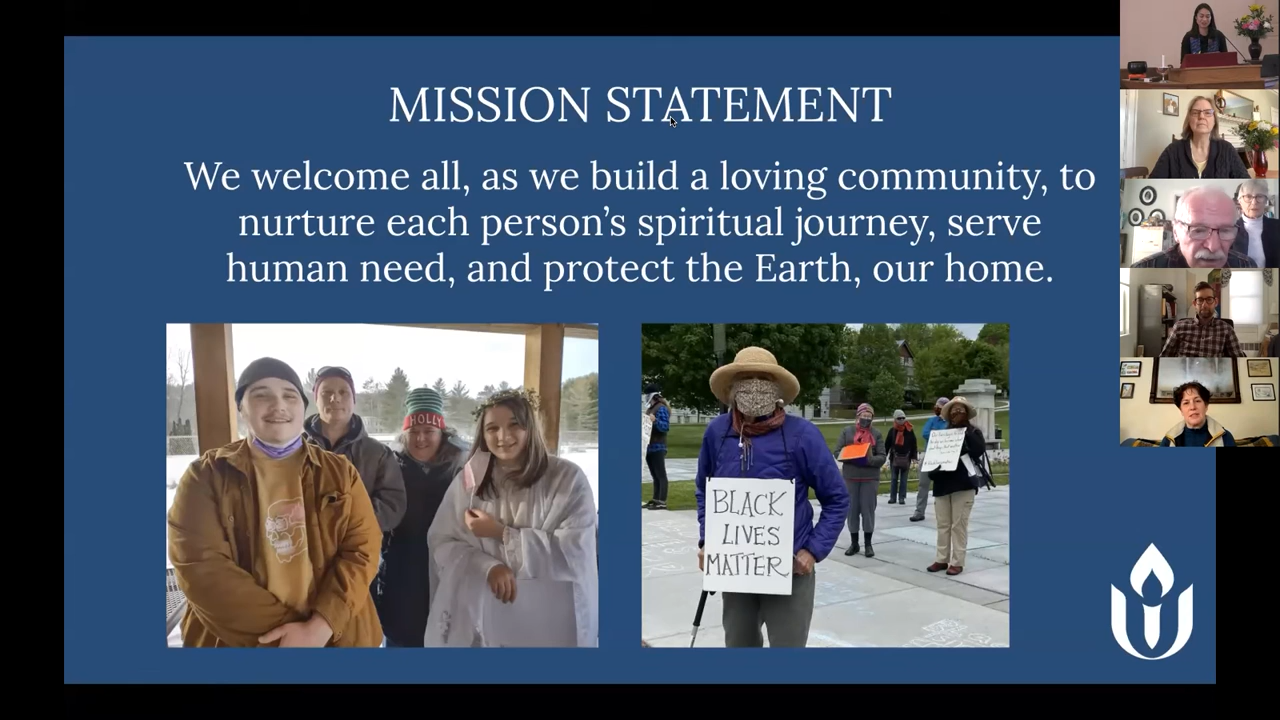 MISSION STATEMENT
We welcome all, as we build a loving community, to
nurture each person’s spiritual journey, serve
human need, and protect the Earth, our home.
HOLLY
BLACK
LIVES
MATTER